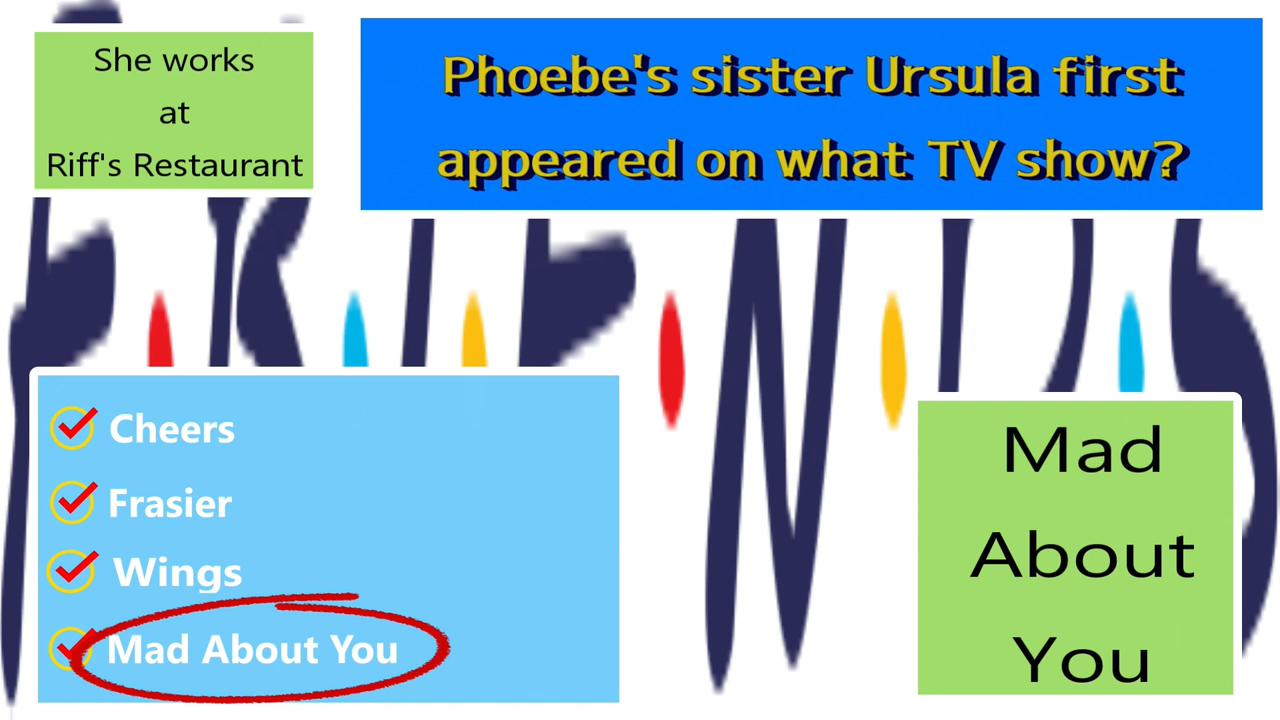 She works
at
Riff's Restaurant
Phoebe's sister Ursula first
appeared on what TV show?
Cheers
Frasier
Wings
Mad About You
Mad
About
You